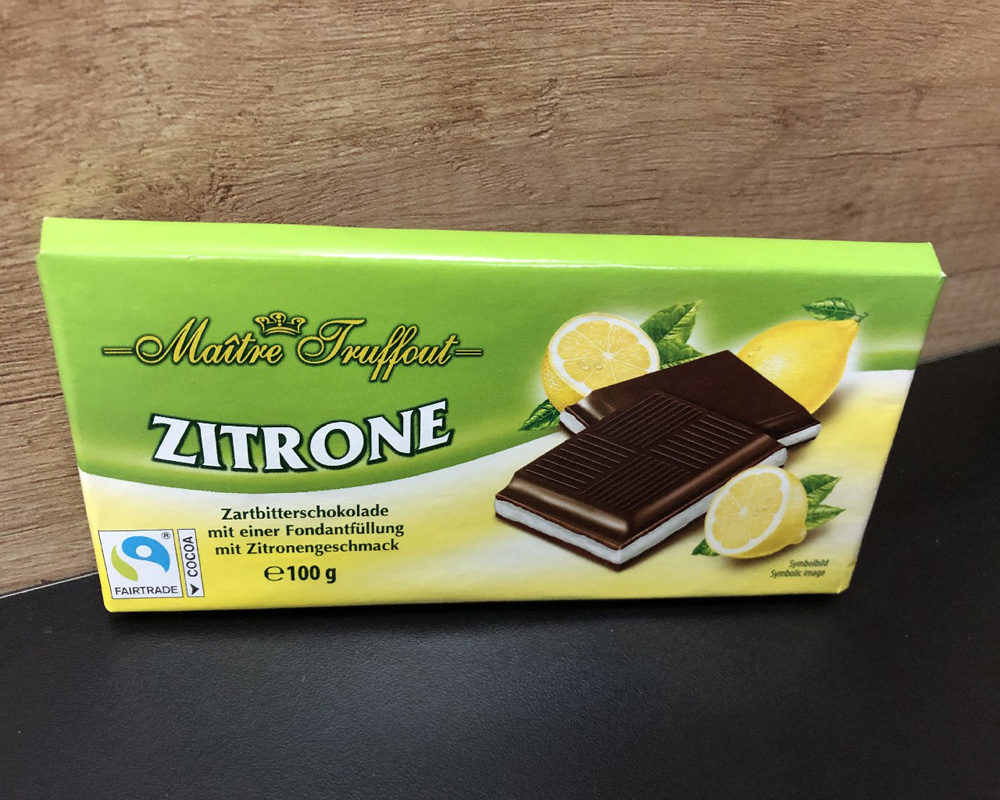 Maître Truffout
ZITRONE
Zartbitterschokolade
mit einer Fondantfüllung
mit Zitronengeschmack
℮100 g
FAIRTRADE
®
COCOA
Symbolbild
Symbolic image